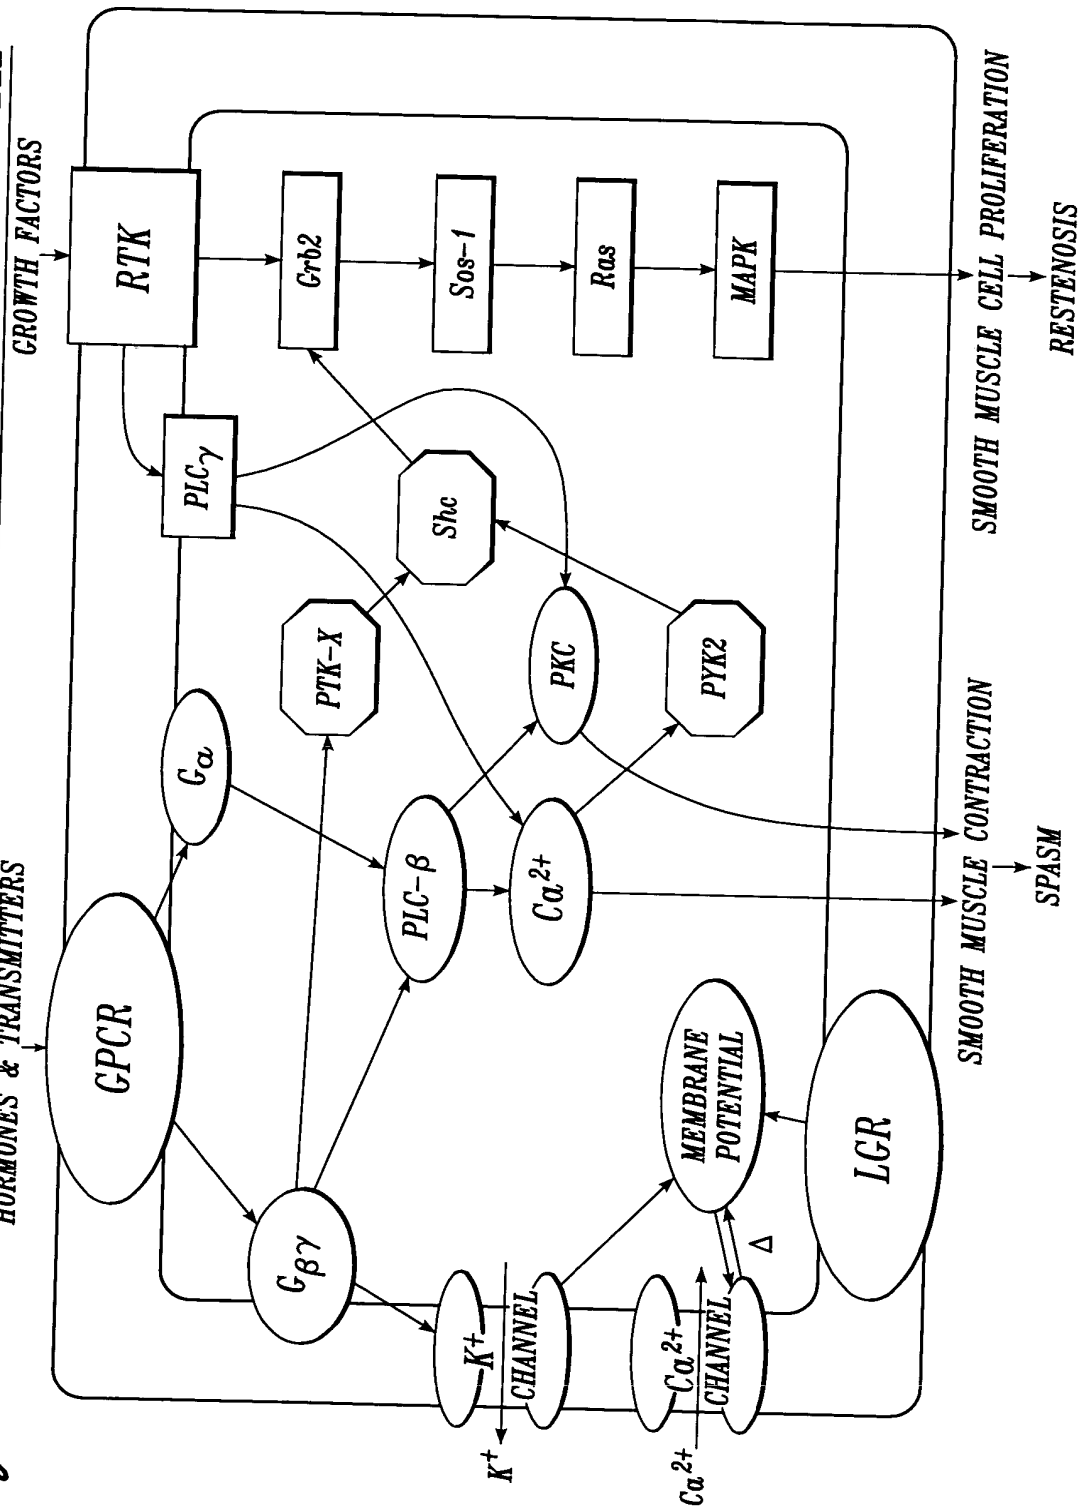 HORMONES & TRANSMITTERS
GROWTH FACTORS
GPCR
RTK
Gα
PLCγ
Gβγ
PTK-X
Grb2
PLC-β
Shc
Sos-1
K+
CHANNEL
K+
Ca2+
PKC
Ras
MEMBRANE
POTENTIAL
PYK2
MAPK
Ca2+
CHANNEL
Ca2+
Δ
LGR
SMOOTH MUSCLE CONTRACTION
SPASM
SMOOTH MUSCLE CELL PROLIFERATION
RESTENOSIS